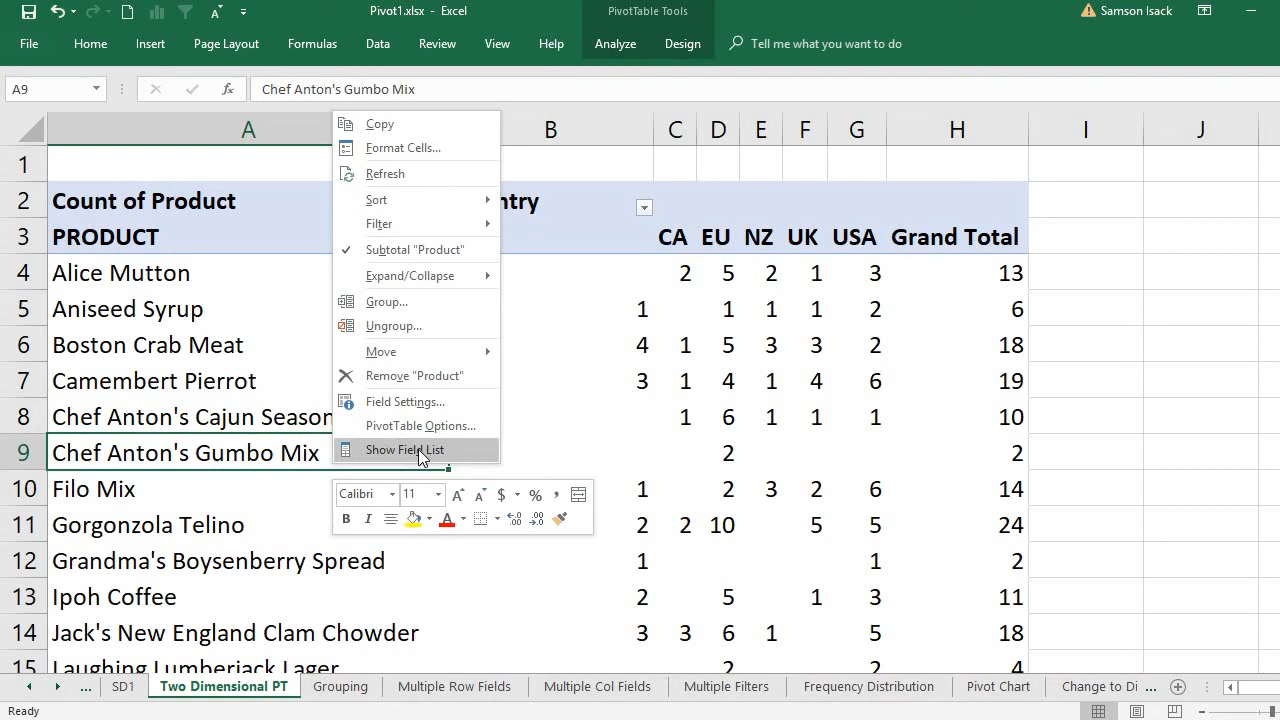 Pivot1.xlsx - Excel
PivotTable Tools
Samson Isack
File Home Insert Page Layout Formulas Data Review View Help Analyze Design Tell me what you want to do
A9 fx Chef Anton's Gumbo Mix
A B C D E F G H I J
1
2 Count of Product ntry
3 PRODUCT CA EU NZ UK USA Grand Total
4 Alice Mutton 2 5 2 1 3 13
5 Aniseed Syrup 1 1 1 1 2 6
6 Boston Crab Meat 4 1 5 3 3 2 18
7 Camembert Pierrot 3 1 4 1 4 6 19
8 Chef Anton's Cajun Season 1 6 1 1 1 10
9 Chef Anton's Gumbo Mix 2 2
10 Filo Mix 1 2 3 2 6 14
11 Gorgonzola Telino 2 2 10 5 5 24
12 Grandma's Boysenberry Spread 1 1 2
13 Ipoh Coffee 2 5 1 3 11
14 Jack's New England Clam Chowder 3 3 6 1 5 18
15 Laughing Lumberjack Lager 2 2 4
Copy
Format Cells...
Refresh
Sort
Filter
Subtotal "Product"
Expand/Collapse
Group...
Ungroup...
Move
Remove "Product"
Field Settings...
PivotTable Options...
Show Field List
Calibri 11 A A $ % ,
B I A .00 .00
... SD1 Two Dimensional PT Grouping Multiple Row Fields Multiple Col Fields Multiple Filters Frequency Distribution Pivot Chart Change to Di ...
Ready